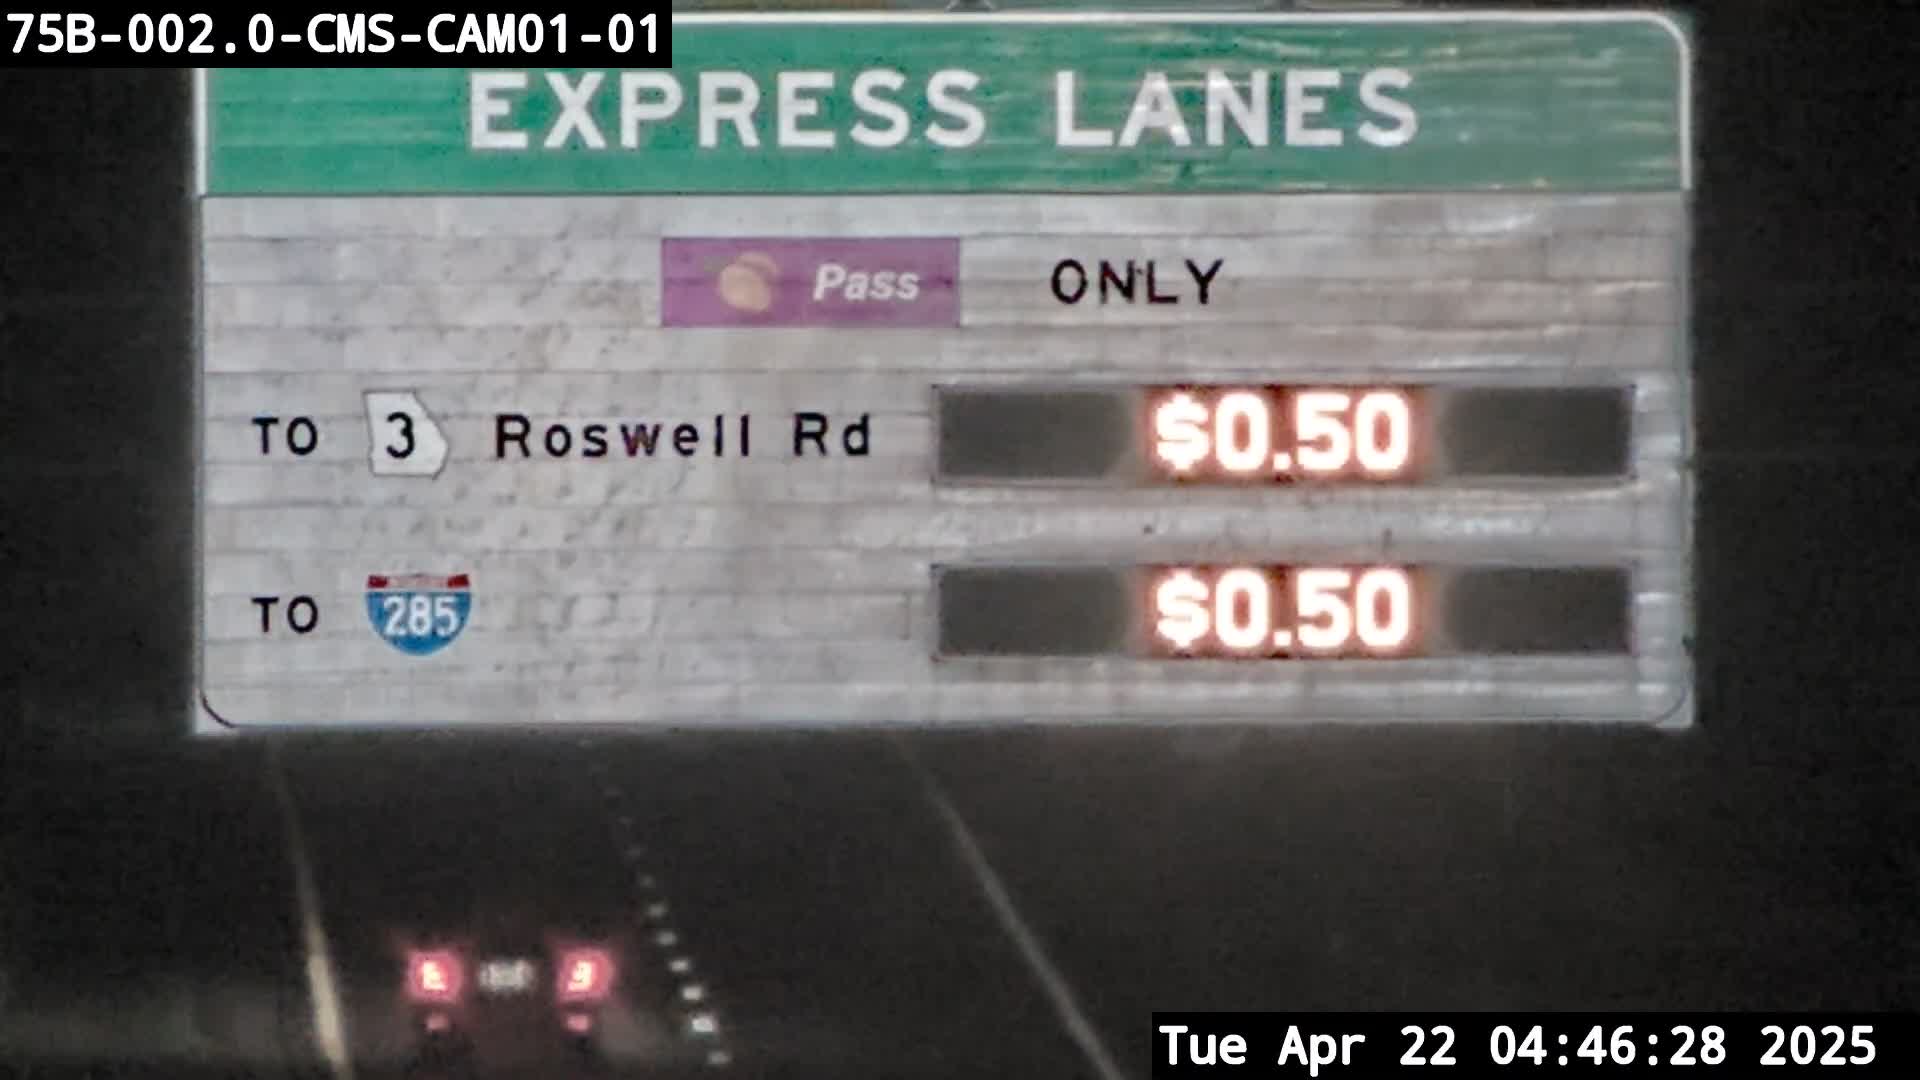 75B-002.0-CMS-CAM01-01
EXPRESS LANES
Pass ONLY
TO 3 Roswell Rd $0.50
TO 285 $0.50
Tue Apr 22 04:46:28 2025